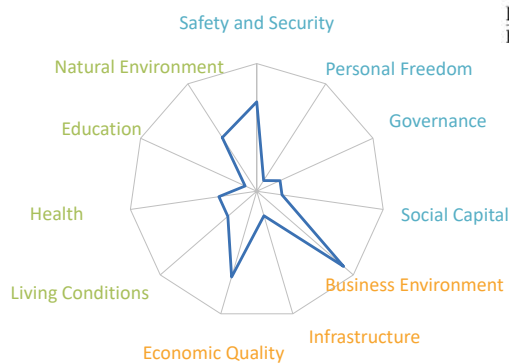 Safety and Security
Personal Freedom
Governance
Social Capital
Business Environment
Infrastructure
Economic Quality
Living Conditions
Health
Education
Natural Environment